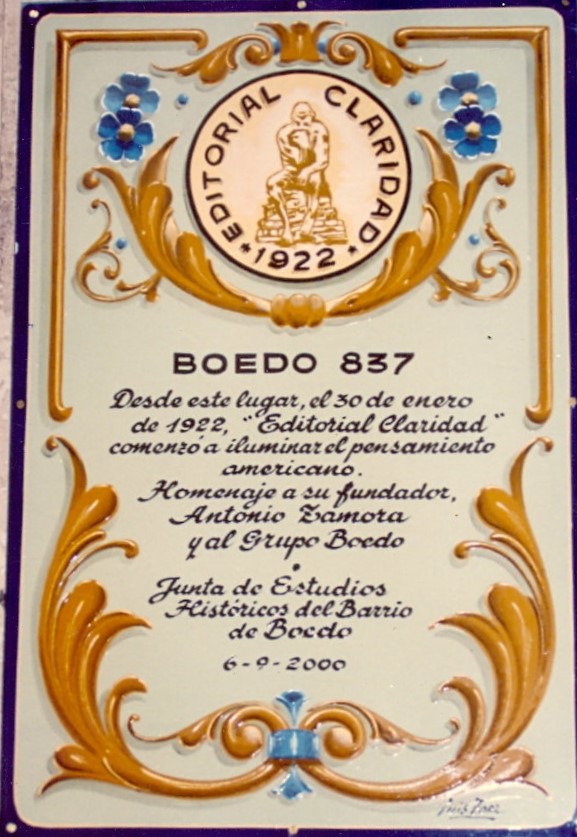 EDITORIAL CLARIDAD
*1922*
BOEDO 837
Desde este lugar, el 30 de enero
de 1922, "Editorial Claridad"
comenzó a iluminar el pensamiento
americano.
Homenaje a su fundador,
Antonio Zamora
y al Grupo Boedo
Junta de Estudios
Históricos del Barrio
de Boedo
6-9-2000